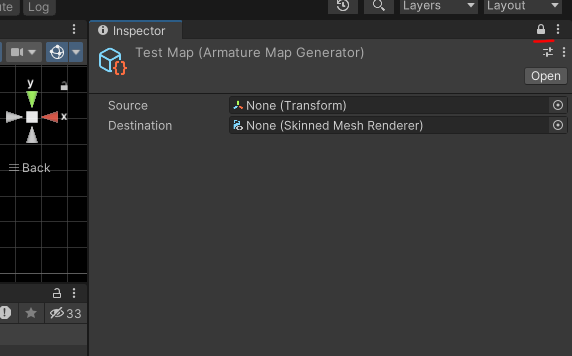 Log
Layers
Layout
Inspector
Test Map (Armature Map Generator)
Open
Source
None (Transform)
Destination
None (Skinned Mesh Renderer)
y
x
Back
33